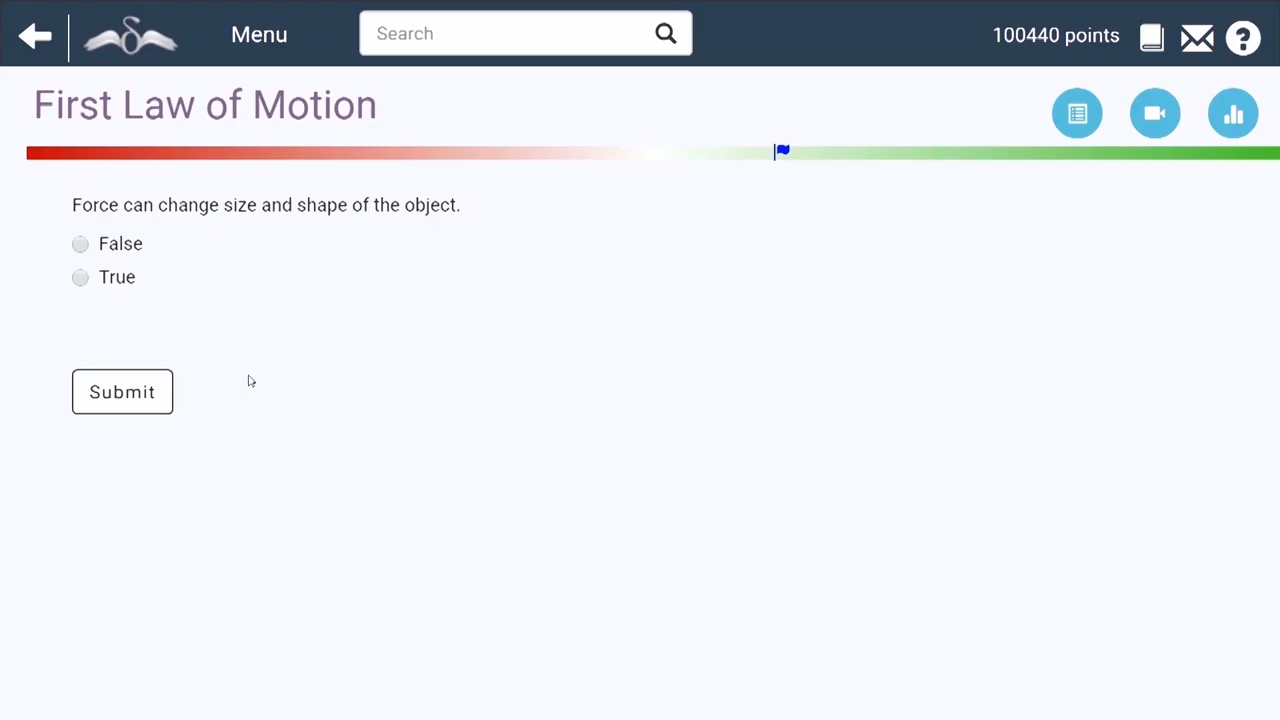 Menu
Search
100440 points
First Law of Motion
Force can change size and shape of the object.
False
True
Submit